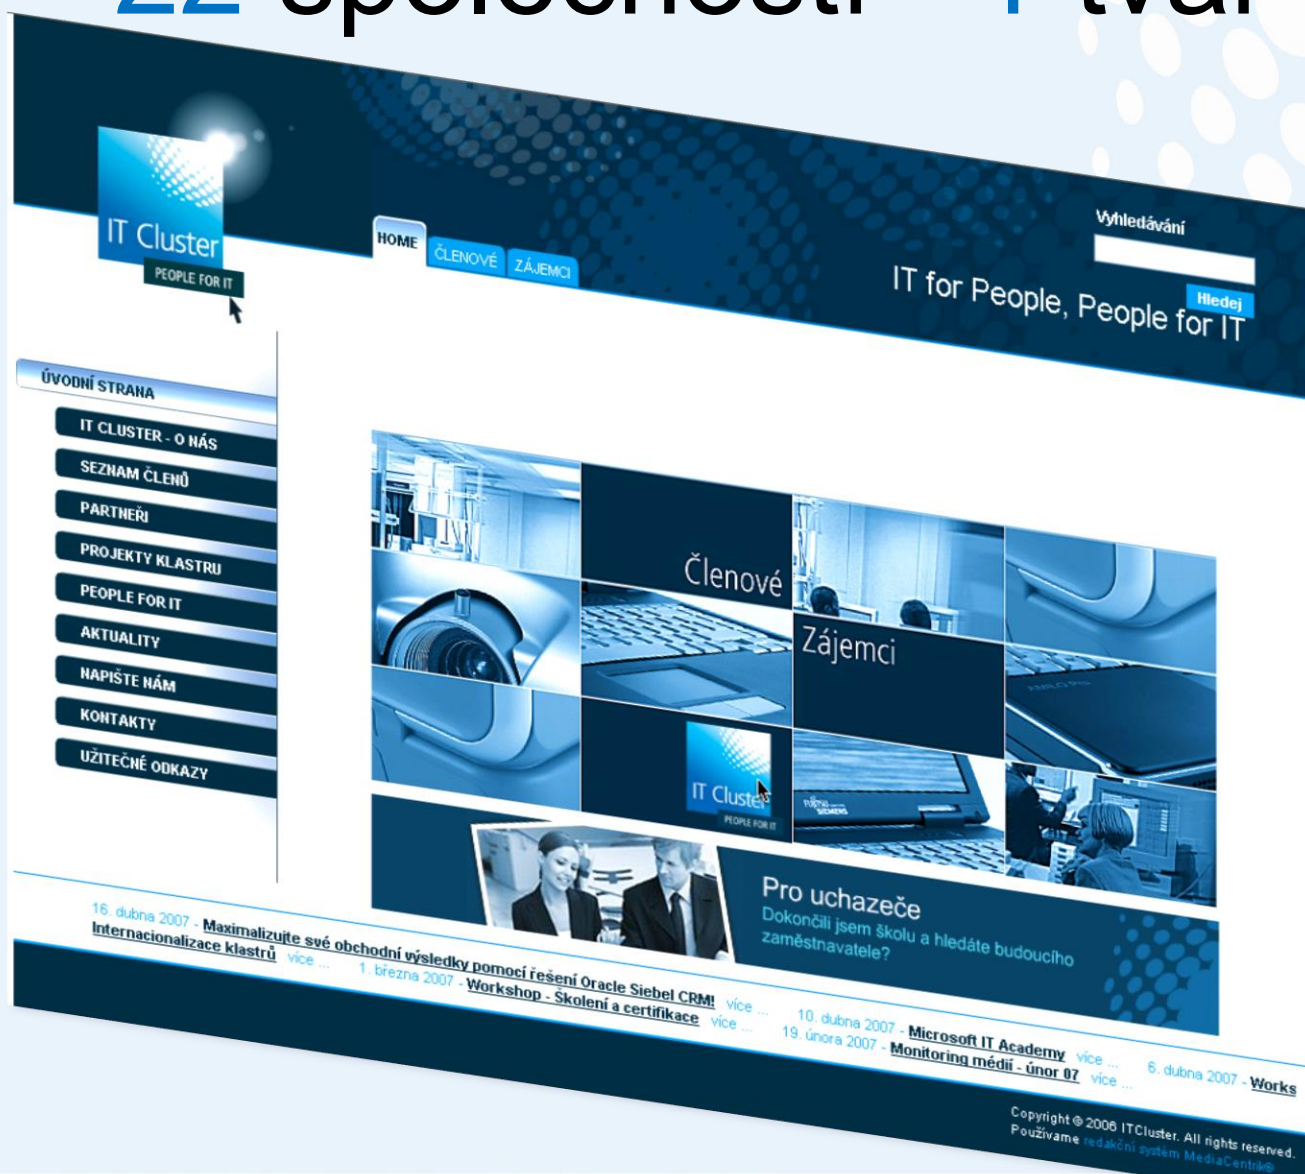 22 společností
IT Cluster
PEOPLE FOR IT
HOME
ČLENOVÉ
ZÁJEMCI
Vyhledávání
Hledej
IT for People, People for IT
ÚVODNÍ STRANA
IT CLUSTER - O NÁS
SEZNAM ČLENŮ
PARTNEŘI
PROJEKTY KLASTRU
PEOPLE FOR IT
AKTUALITY
NAPIŠTE NÁM
KONTAKTY
UŽITEČNÉ ODKAZY
Členové
Zájemci
AMILO PRO
IT Cluster
PEOPLE FOR IT
FUJITSU COMPUTERS
SIEMENS
Pro uchazeče
Dokončili jsem školu a hledáte budoucího
zaměstnavatele?
16. dubna 2007 - Maximalizujte své obchodní výsledky pomocí řešení Oracle Siebel CRM! více ... 10. dubna 2007 - Microsoft IT Academy více ... 6. dubna 2007 - Works
Internacionalizace klastrů více ... 1. března 2007 - Workshop - Školení a certifikace více ... 19. února 2007 - Monitoring médií - únor 07 více ...
Copyright © 2006 ITCluster. All rights reserved.
Používame redakční systém MediaCentrik®